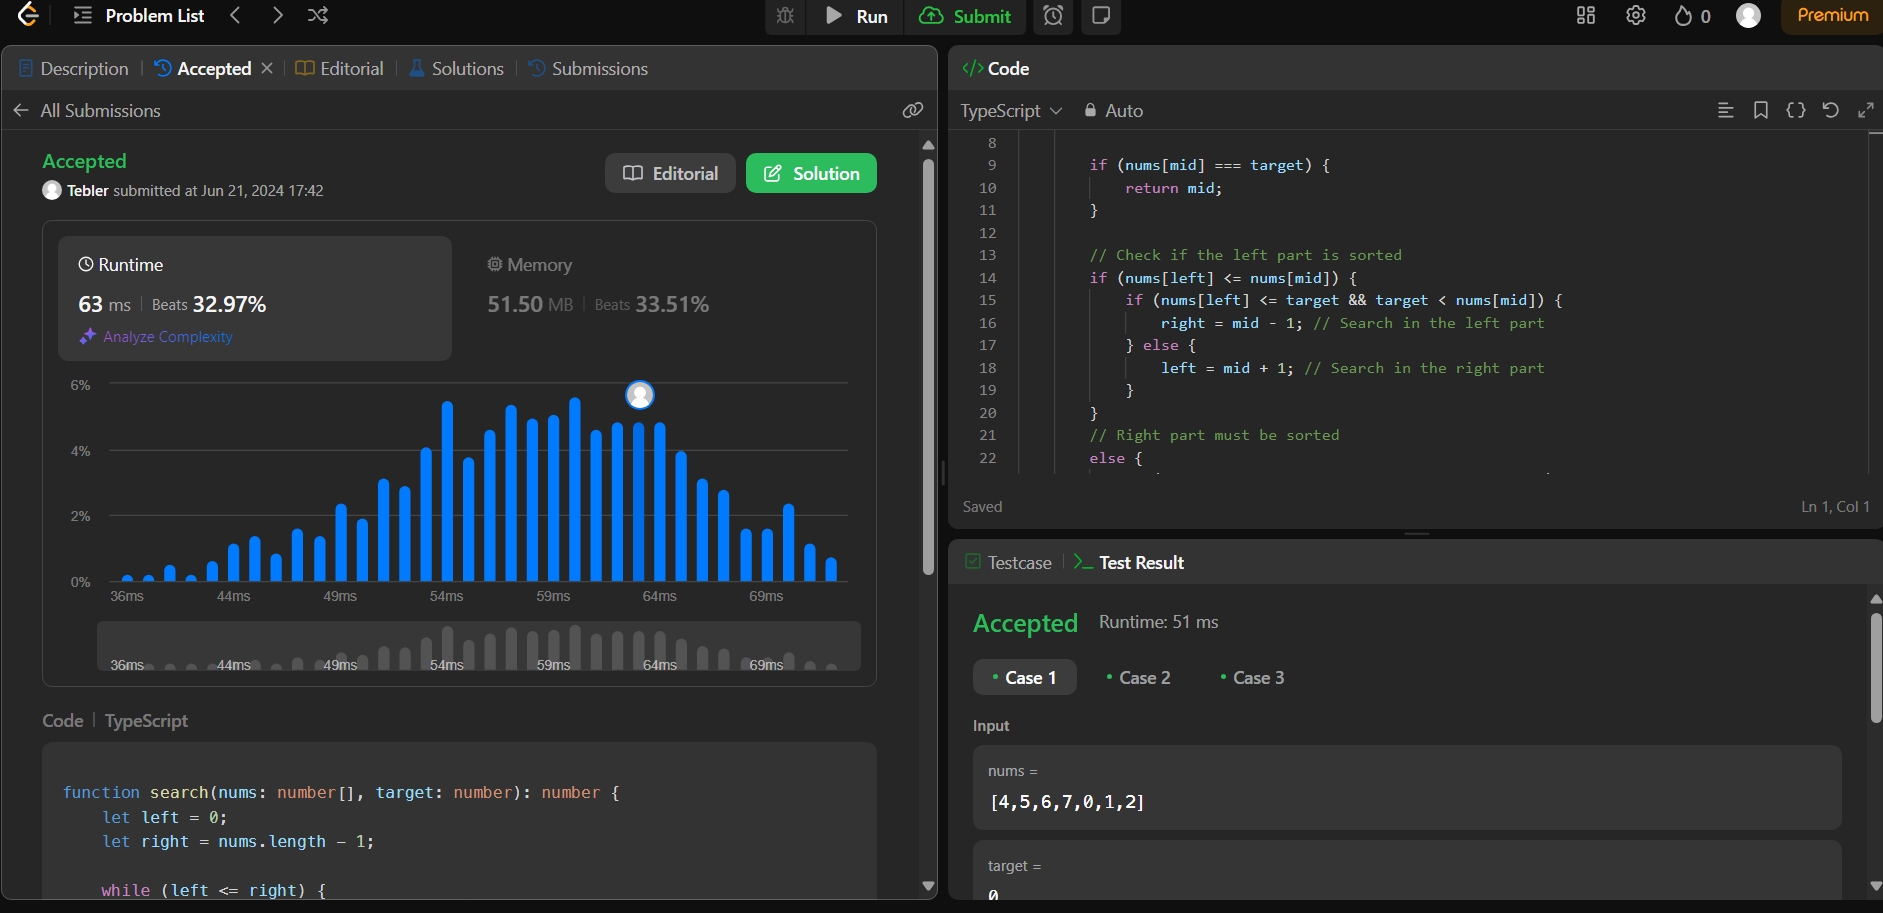 Problem List
Run
Submit
0
Premium
Description
Accepted
Editorial
Solutions
Submissions
All Submissions
Accepted
Tebler submitted at Jun 21, 2024 17:42
Editorial
Solution
Runtime
63 ms
Beats 32.97%
Analyze Complexity
Memory
51.50 MB
Beats 33.51%
6%
4%
2%
0%
36ms
44ms
49ms
54ms
59ms
64ms
69ms
36ms
44ms
49ms
54ms
59ms
64ms
69ms
Code
TypeScript
function search(nums: number[], target: number): number {
let left = 0;
let right = nums.length - 1;
while (left <= right) {
Code
TypeScript
Auto
8
9 if (nums[mid] === target) {
10 return mid;
11 }
12
13 // Check if the left part is sorted
14 if (nums[left] <= nums[mid]) {
15 if (nums[left] <= target && target < nums[mid]) {
16 right = mid - 1; // Search in the left part
17 } else {
18 left = mid + 1; // Search in the right part
19 }
20 }
21 // Right part must be sorted
22 else {
Saved
Ln 1, Col 1
Testcase
Test Result
Accepted
Runtime: 51 ms
Case 1
Case 2
Case 3
Input
nums =
[4,5,6,7,0,1,2]
target =
0